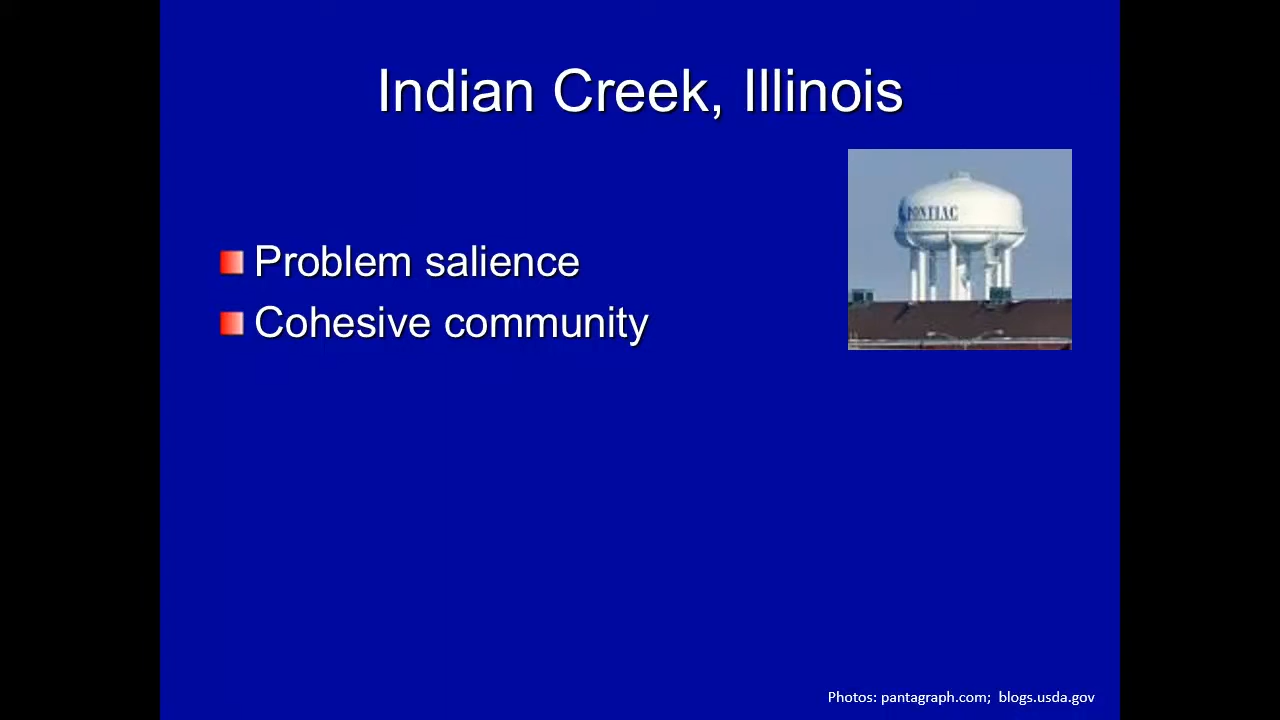 Indian Creek, Illinois
PONTIAC
Problem salience
Cohesive community
Photos: pantagraph.com; blogs.usda.gov